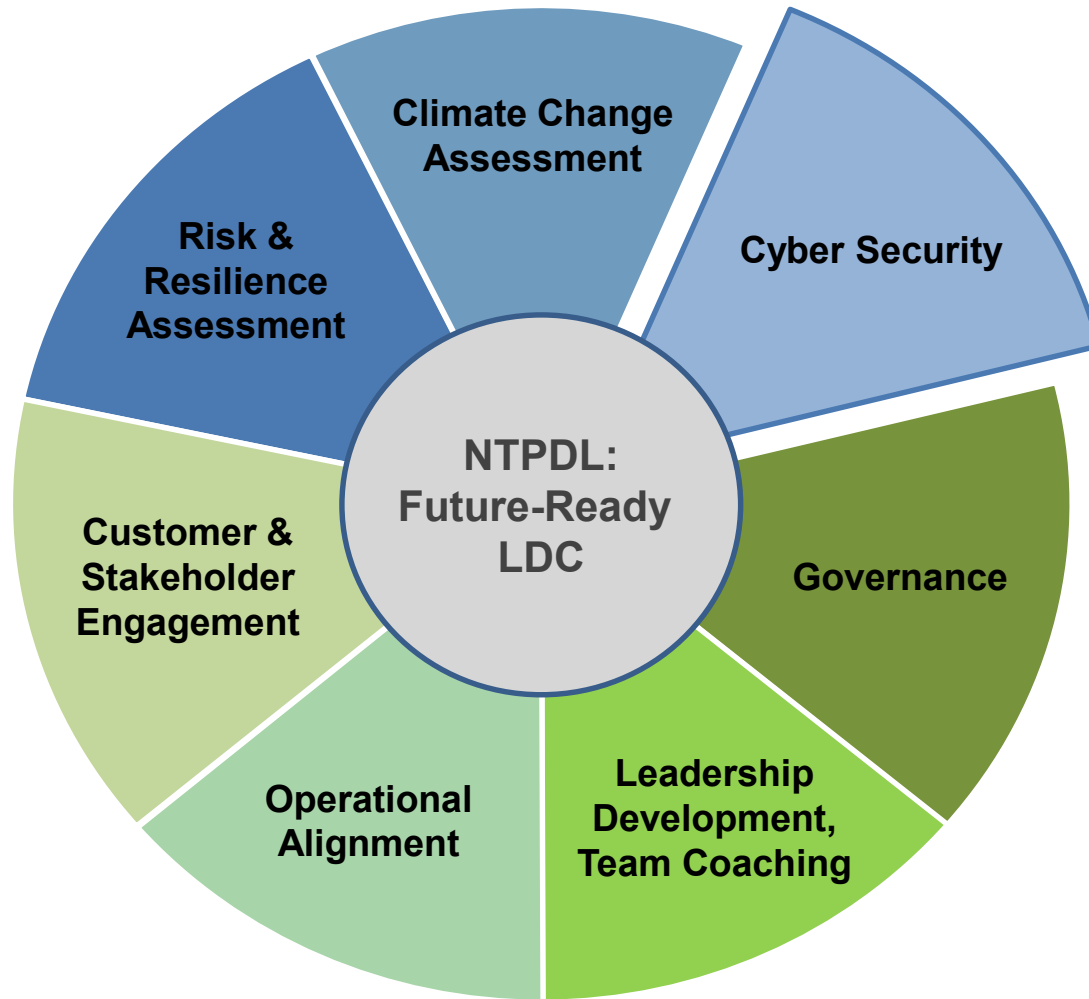 Climate Change
Assessment
Cyber Security
Governance
Leadership
Development,
Team Coaching
Operational
Alignment
Customer &
Stakeholder
Engagement
Risk &
Resilience
Assessment
NTPDL:
Future-Ready
LDC